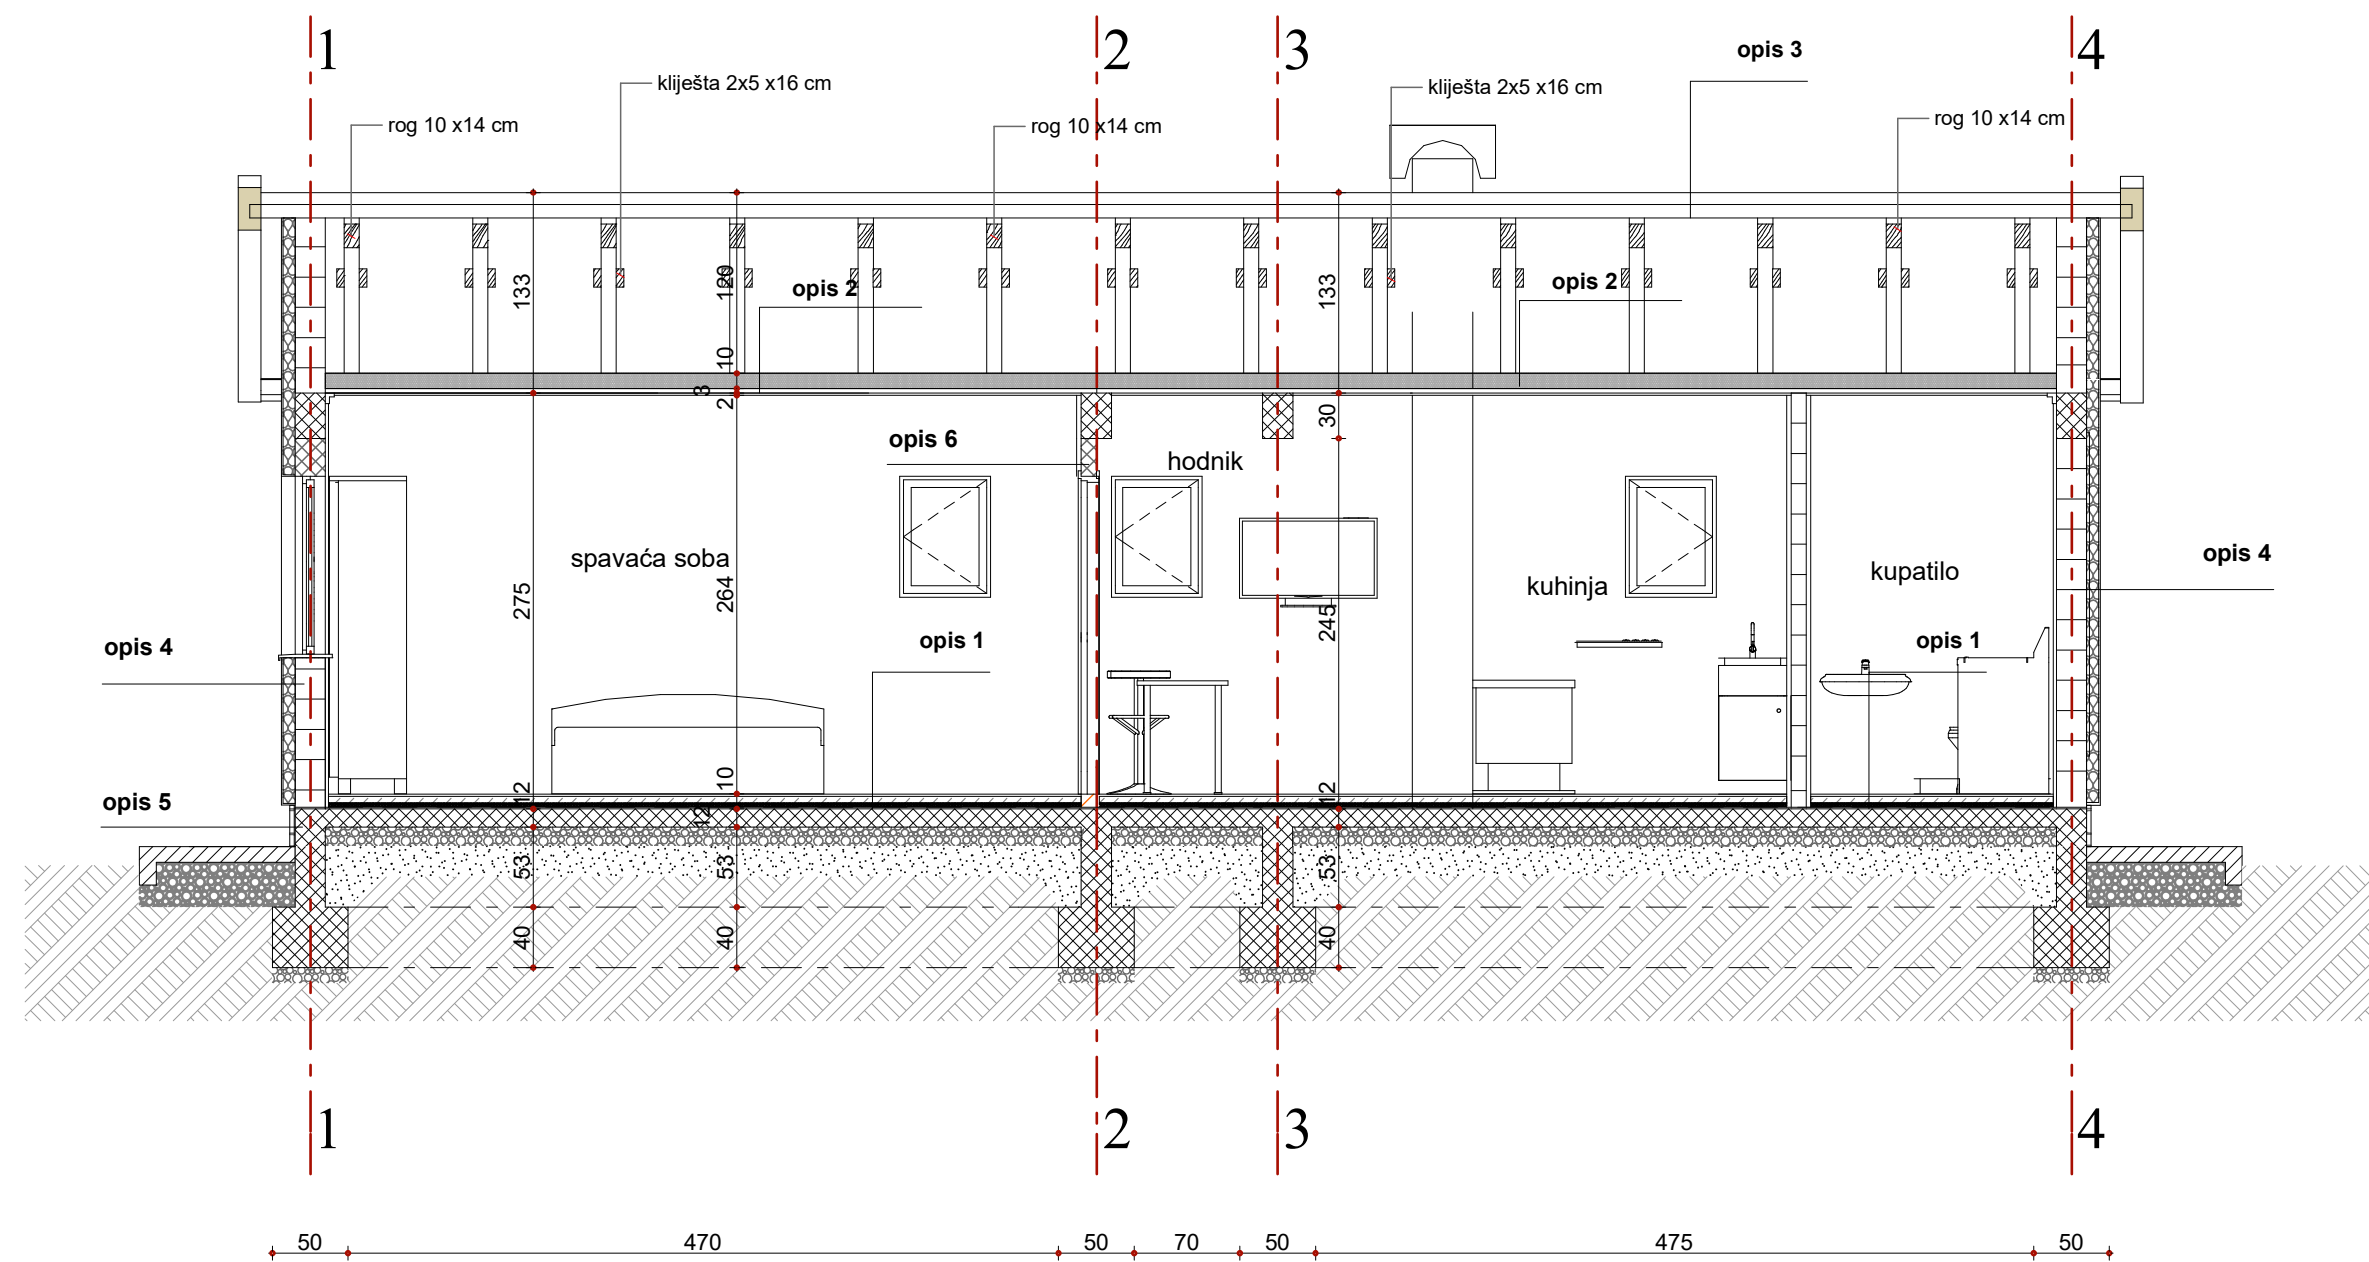 1
2
3
4
opis 3
kliješta 2x5 x16 cm
kliješta 2x5 x16 cm
rog 10 x14 cm
rog 10 x14 cm
rog 10 x14 cm
133
120
133
opis 2
opis 2
10
3
2
30
opis 6
hodnik
spavaća soba
opis 4
kupatilo
kuhinja
275
264
245
opis 1
opis 1
opis 4
opis 5
12
10
12
12
53
53
53
40
40
40
1
2
3
4
50
470
50
70
50
475
50